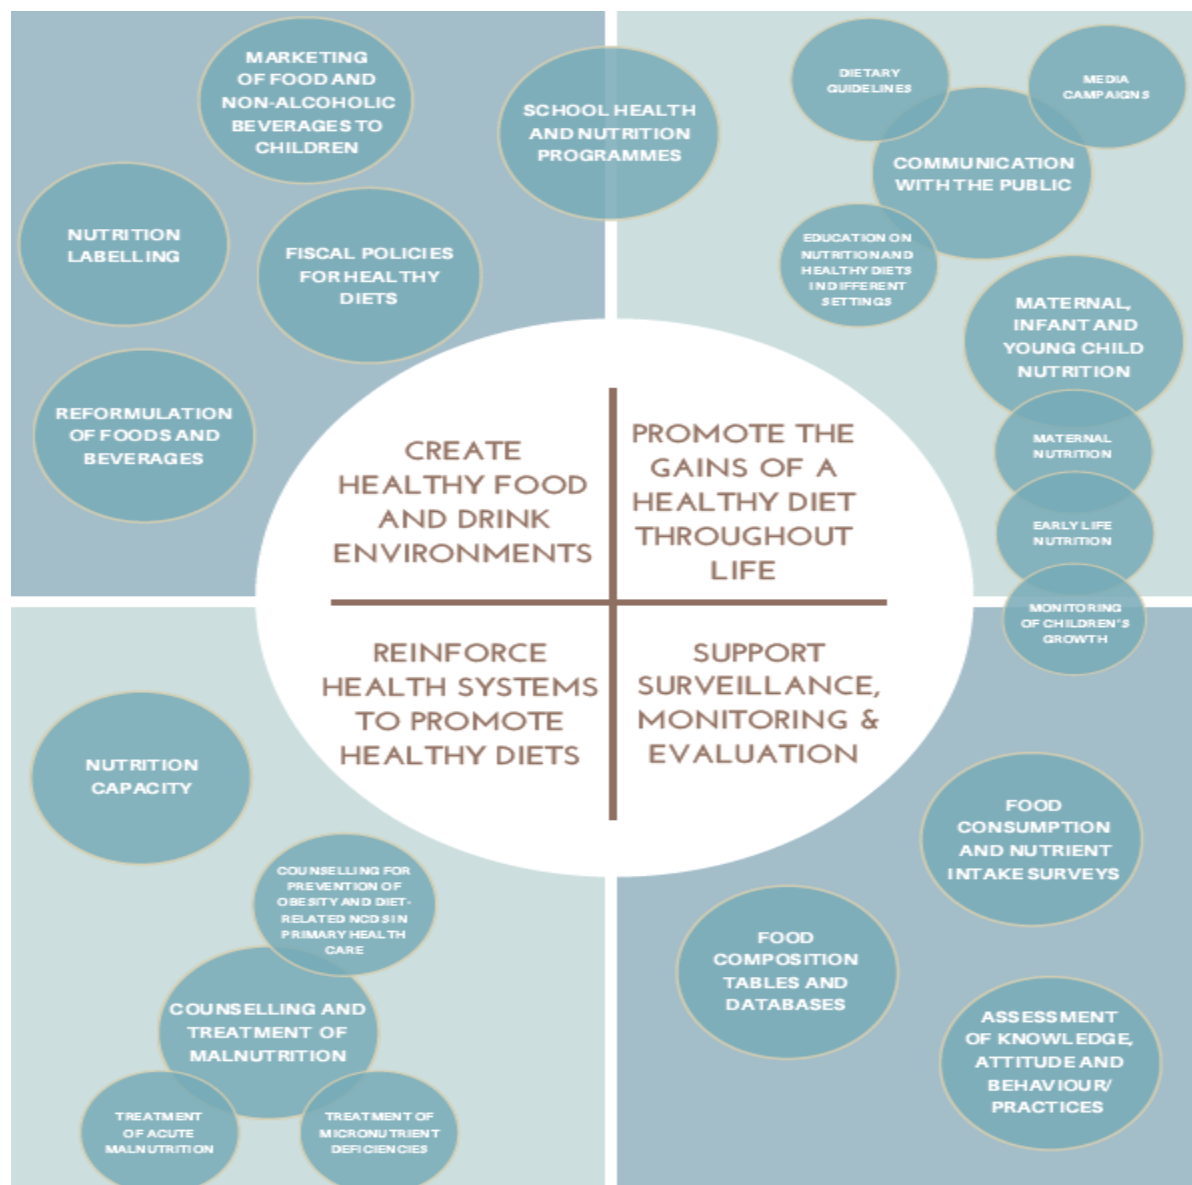 MARKETING
OF FOOD AND
NON-ALCOHOLIC
BEVERAGES TO
CHILDREN
SCHOOL HEALTH
AND NUTRITION
PROGRAMMES
NUTRITION
LABELLING
FISCAL POLICIES
FOR HEALTHY
DIETS
REFORMULATION
OF FOODS AND
BEVERAGES
DIETARY
GUIDELINES
MEDIA
CAMPAIGNS
COMMUNICATION
WITH THE PUBLIC
EDUCATION ON
NUTRITION AND
HEALTHY DIETS
IN DIFFERENT
SETTINGS
MATERNAL,
INFANT AND
YOUNG CHILD
NUTRITION
MATERNAL
NUTRITION
EARLY LIFE
NUTRITION
MONITORING
OF CHILDREN'S
GROWTH
CREATE
HEALTHY FOOD
AND DRINK
ENVIRONMENTS
PROMOTE THE
GAINS OF A
HEALTHY DIET
THROUGHOUT
LIFE
REINFORCE
HEALTH SYSTEMS
TO PROMOTE
HEALTHY DIETS
SUPPORT
SURVEILLANCE,
MONITORING &
EVALUATION
NUTRITION
CAPACITY
COUNSELLING FOR
PREVENTION OF
OBESITY AND DIET-
RELATED NCDS IN
PRIMARY HEALTH
CARE
COUNSELLING AND
TREATMENT OF
MALNUTRITION
TREATMENT
OF ACUTE
MALNUTRITION
TREATMENT OF
MICRONUTRIENT
DEFICIENCIES
FOOD
CONSUMPTION
AND NUTRIENT
INTAKE SURVEYS
FOOD
COMPOSITION
TABLES AND
DATABASES
ASSESSMENT
OF KNOWLEDGE,
ATTITUDE AND
BEHAVIOUR/
PRACTICES